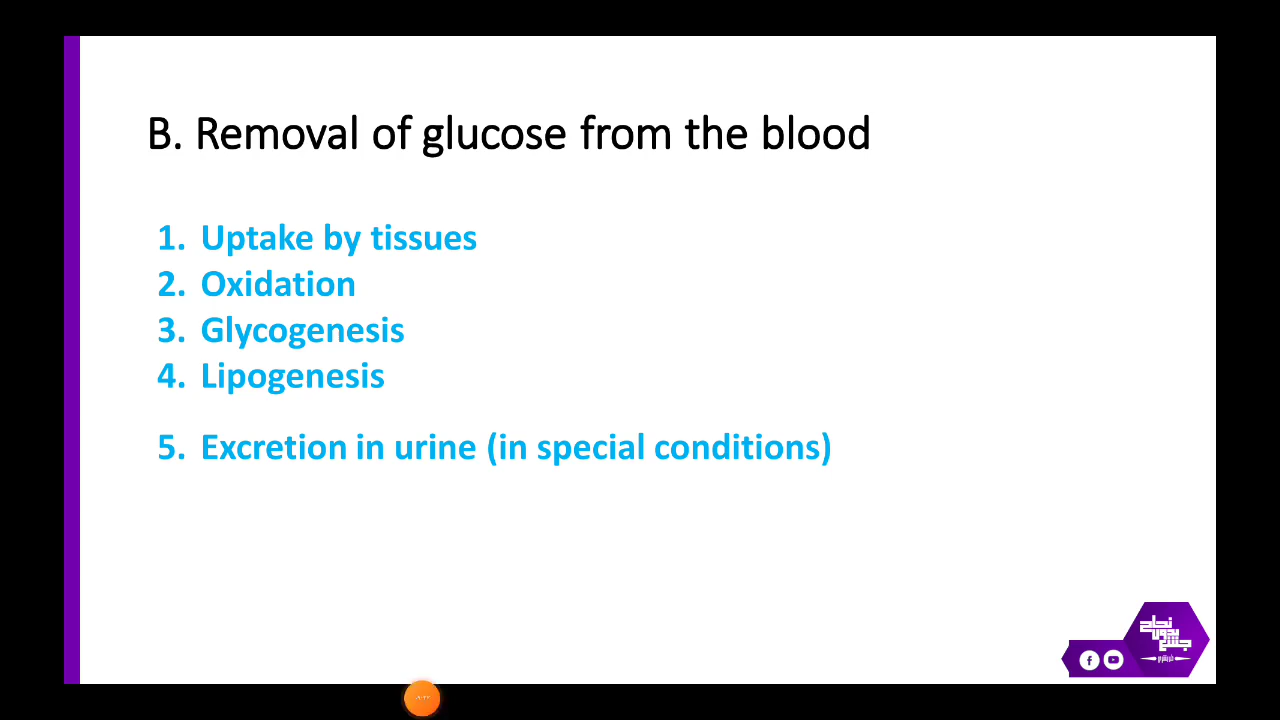 B. Removal of glucose from the blood
1. Uptake by tissues
2. Oxidation
3. Glycogenesis
4. Lipogenesis
5. Excretion in urine (in special conditions)